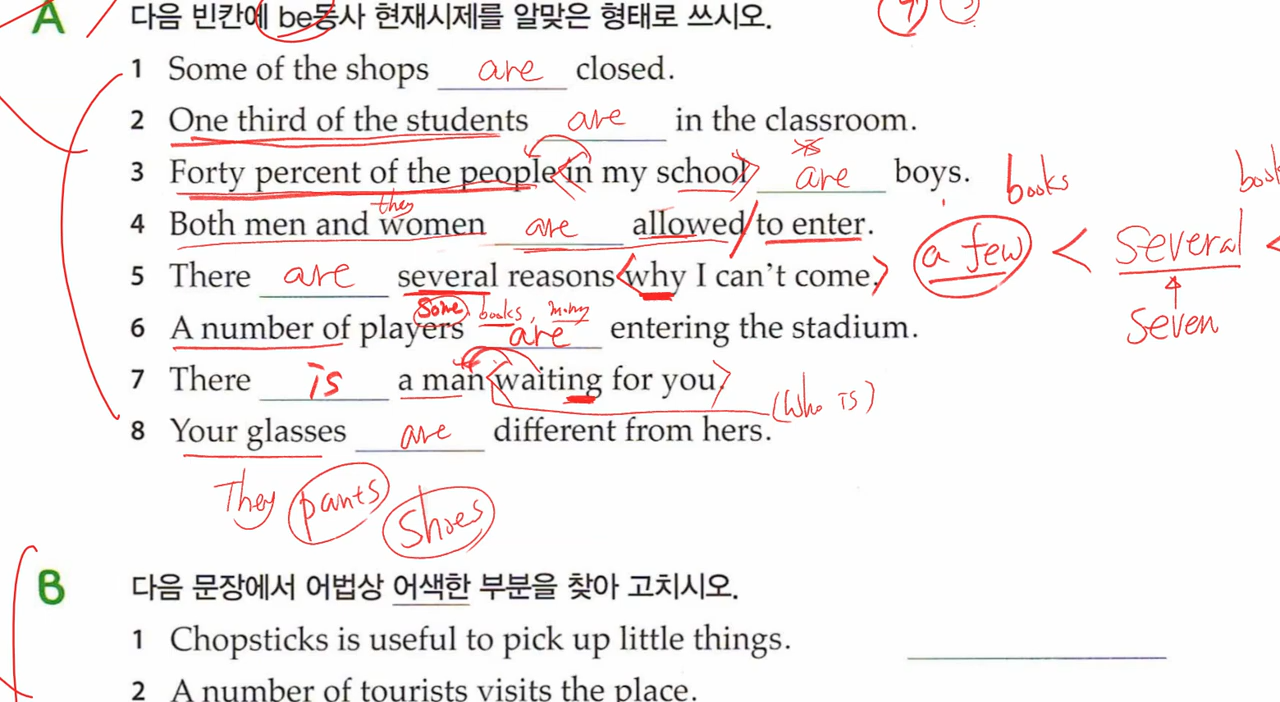 A 다음 빈칸에 be동사 현재시제를 알맞은 형태로 쓰시오.
1 Some of the shops are closed.
2 One third of the students are in the classroom.
3 Forty percent of the people <in my school> are boys.
books
4 Both men and women are allowed / to enter.
they
a few < several <
seven
5 There are several reasons <why I can't come.>
some books, many
6 A number of players are entering the stadium.
7 There is a man <waiting for you>
(who is)
8 Your glasses are different from hers.
They pants shoes
B 다음 문장에서 어법상 어색한 부분을 찾아 고치시오.
1 Chopsticks is useful to pick up little things.
2 A number of tourists visits the place.